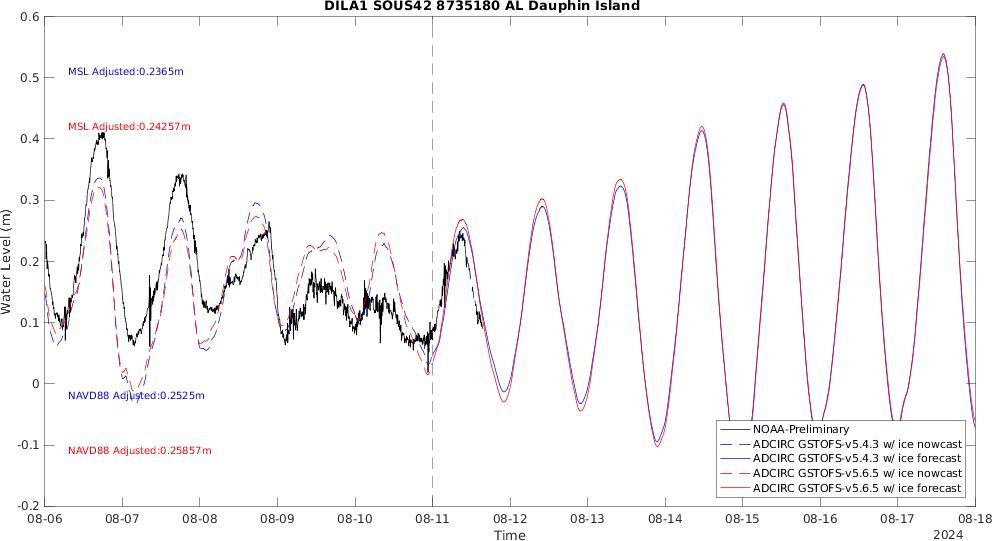 DILA1 SOUS42 8735180 AL Dauphin Island
0.6
0.5
0.4
0.3
0.2
0.1
0
-0.1
-0.2
Water Level (m)
MSL Adjusted:0.2365m
MSL Adjusted:0.24257m
NAVD88 Adjusted:0.2525m
NAVD88 Adjusted:0.25857m
NOAA-Preliminary
ADCIRC GSTOFS-v5.4.3 w/ ice nowcast
ADCIRC GSTOFS-v5.4.3 w/ ice forecast
ADCIRC GSTOFS-v5.6.5 w/ ice nowcast
ADCIRC GSTOFS-v5.6.5 w/ ice forecast
08-06 08-07 08-08 08-09 08-10 08-11 08-12 08-13 08-14 08-15 08-16 08-17 08-18
Time
2024